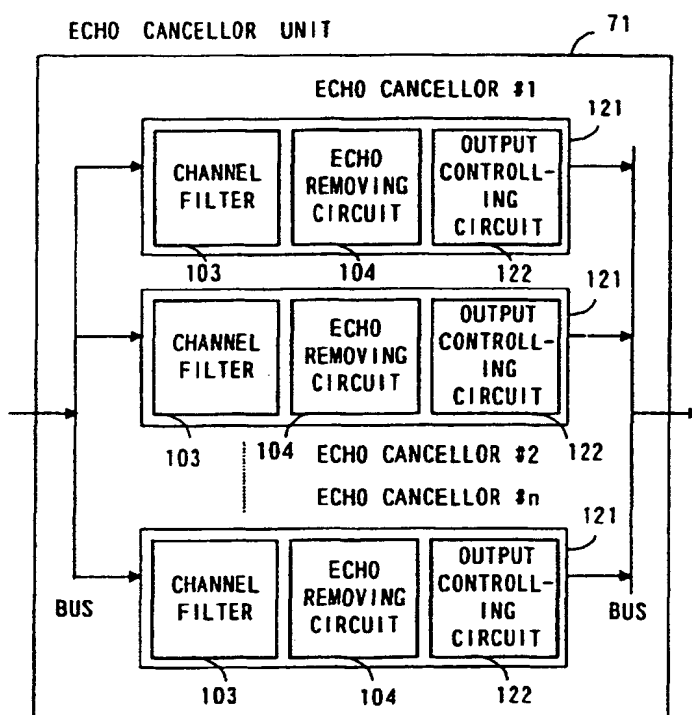 ECHO CANCELLOR UNIT
71
ECHO CANCELLOR #1
121
CHANNEL
FILTER
ECHO
REMOVING
CIRCUIT
OUTPUT
CONTROLL-
ING
CIRCUIT
103
104
122
121
CHANNEL
FILTER
ECHO
REMOVING
CIRCUIT
OUTPUT
CONTROLL-
ING
CIRCUIT
103
104
122
ECHO CANCELLOR #2
ECHO CANCELLOR #n
121
CHANNEL
FILTER
ECHO
REMOVING
CIRCUIT
OUTPUT
CONTROLL-
ING
CIRCUIT
BUS
BUS
103
104
122